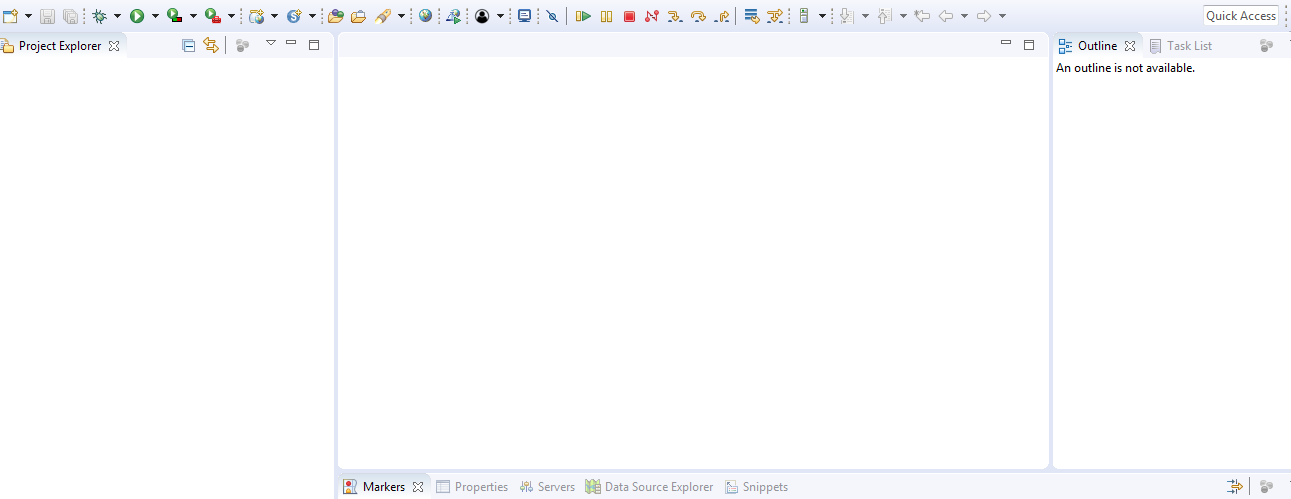 Quick Access
Project Explorer
Outline Task List
An outline is not available.
Markers Properties Servers Data Source Explorer Snippets